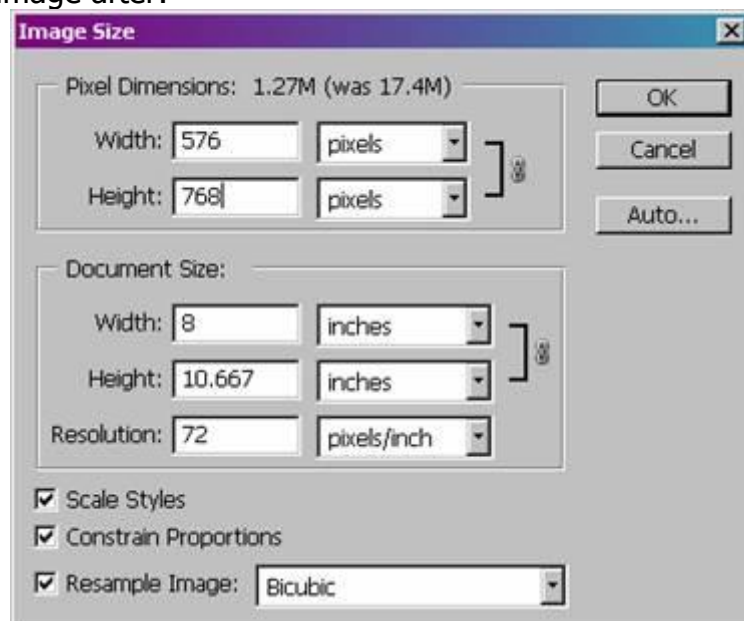 image after.
Image Size
Pixel Dimensions: 1.27M (was 17.4M)
OK
Width: 576 pixels
Cancel
Height: 768 pixels
Auto...
Document Size:
Width: 8 inches
Height: 10.667 inches
Resolution: 72 pixels/inch
Scale Styles
Constrain Proportions
Resample Image: Bicubic